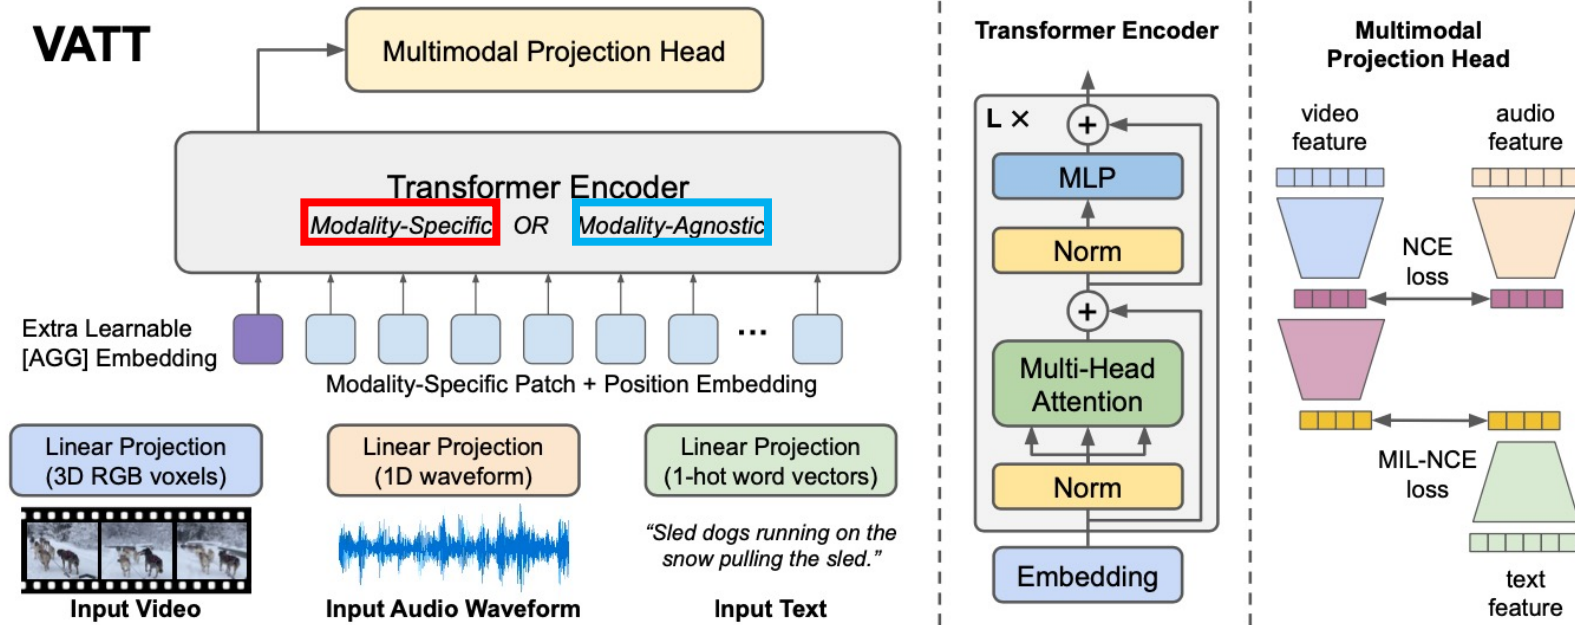 VATT
Multimodal Projection Head
Transformer Encoder
Modality-Specific OR Modality-Agnostic
Extra Learnable
[AGG] Embedding
...
Modality-Specific Patch + Position Embedding
Linear Projection
(3D RGB voxels)
Linear Projection
(1D waveform)
Linear Projection
(1-hot word vectors)
“Sled dogs running on the
snow pulling the sled.”
Input Video
Input Audio Waveform
Input Text
Transformer Encoder
L ×
+
MLP
Norm
+
Multi-Head
Attention
Norm
Embedding
Multimodal
Projection Head
video
feature
audio
feature
NCE
loss
MIL-NCE
loss
text
feature